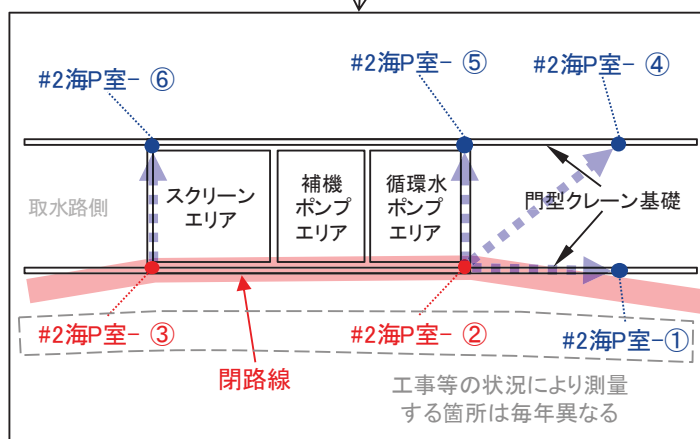 #2海P室- ⑥
#2海P室- ⑤
#2海P室- ④
取水路側
スクリーン
エリア
補機
ポンプ
エリア
循環水
ポンプ
エリア
門型クレーン基礎
#2海P室- ③
#2海P室- ②
#2海P室-①
閉路線
工事等の状況により測量
する箇所は毎年異なる